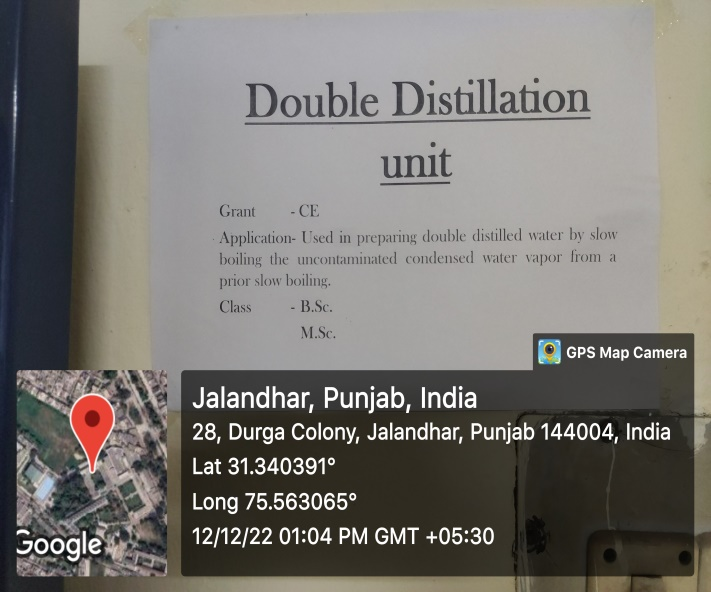 Double Distillation
unit
Grant - CE
Application- Used in preparing double distilled water by slow
boiling the uncontaminated condensed water vapor from a
prior slow boiling.
Class - B.Sc.
M.Sc.
GPS Map Camera
Jalandhar, Punjab, India
28, Durga Colony, Jalandhar, Punjab 144004, India
Lat 31.340391°
Long 75.563065°
12/12/22 01:04 PM GMT +05:30
Google